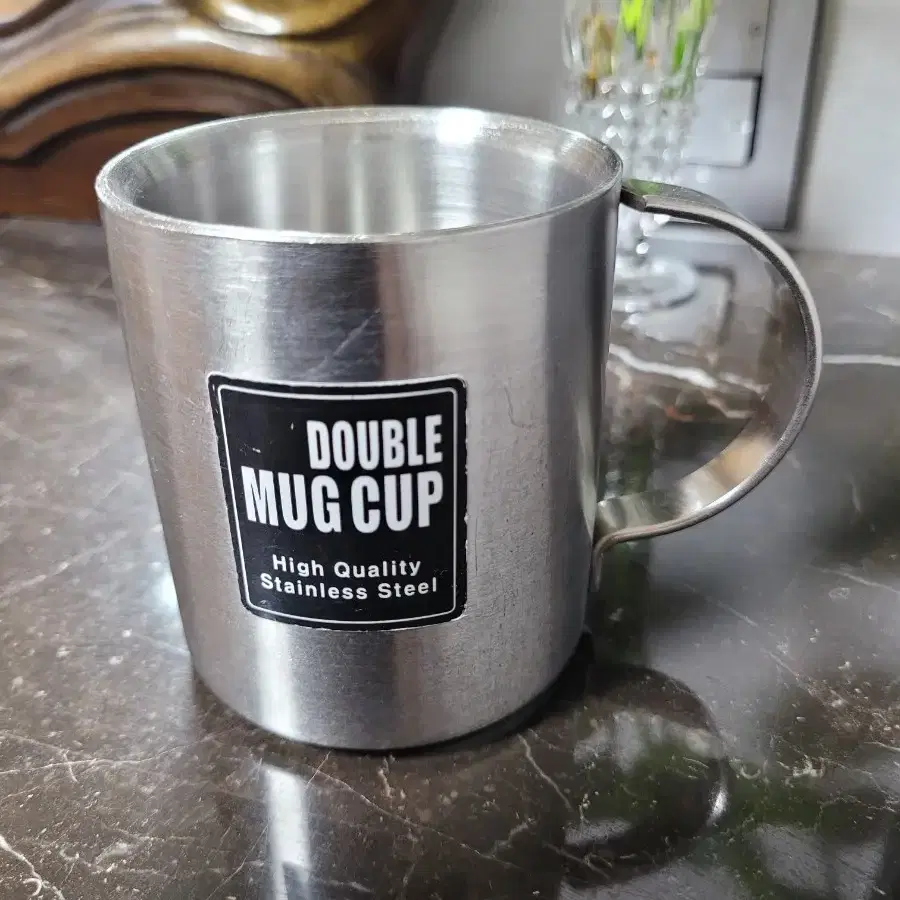 DOUBLE
MUG CUP
High Quality
Stainless Steel